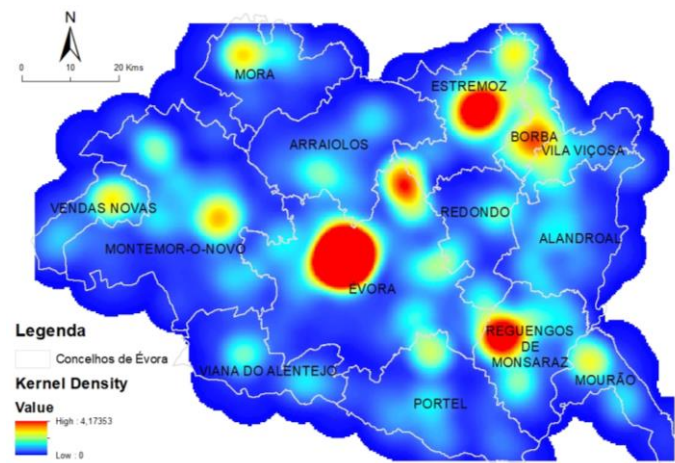 N
0 10 20 Kms
MORA
ESTREMOZ
ARRAIOLOS
BORBA
VILA VIÇOSA
VENDAS NOVAS
REDONDO
MONTEMOR-O-NOVO
ALANDROAL
EVORA
REGUENGOS
DE
MONSARAZ
VIANA DO ALENTEJO
MOURÃO
PORTEL
Legenda
Concelhos de Évora
Kernel Density
Value
High : 4,17353
Low : 0